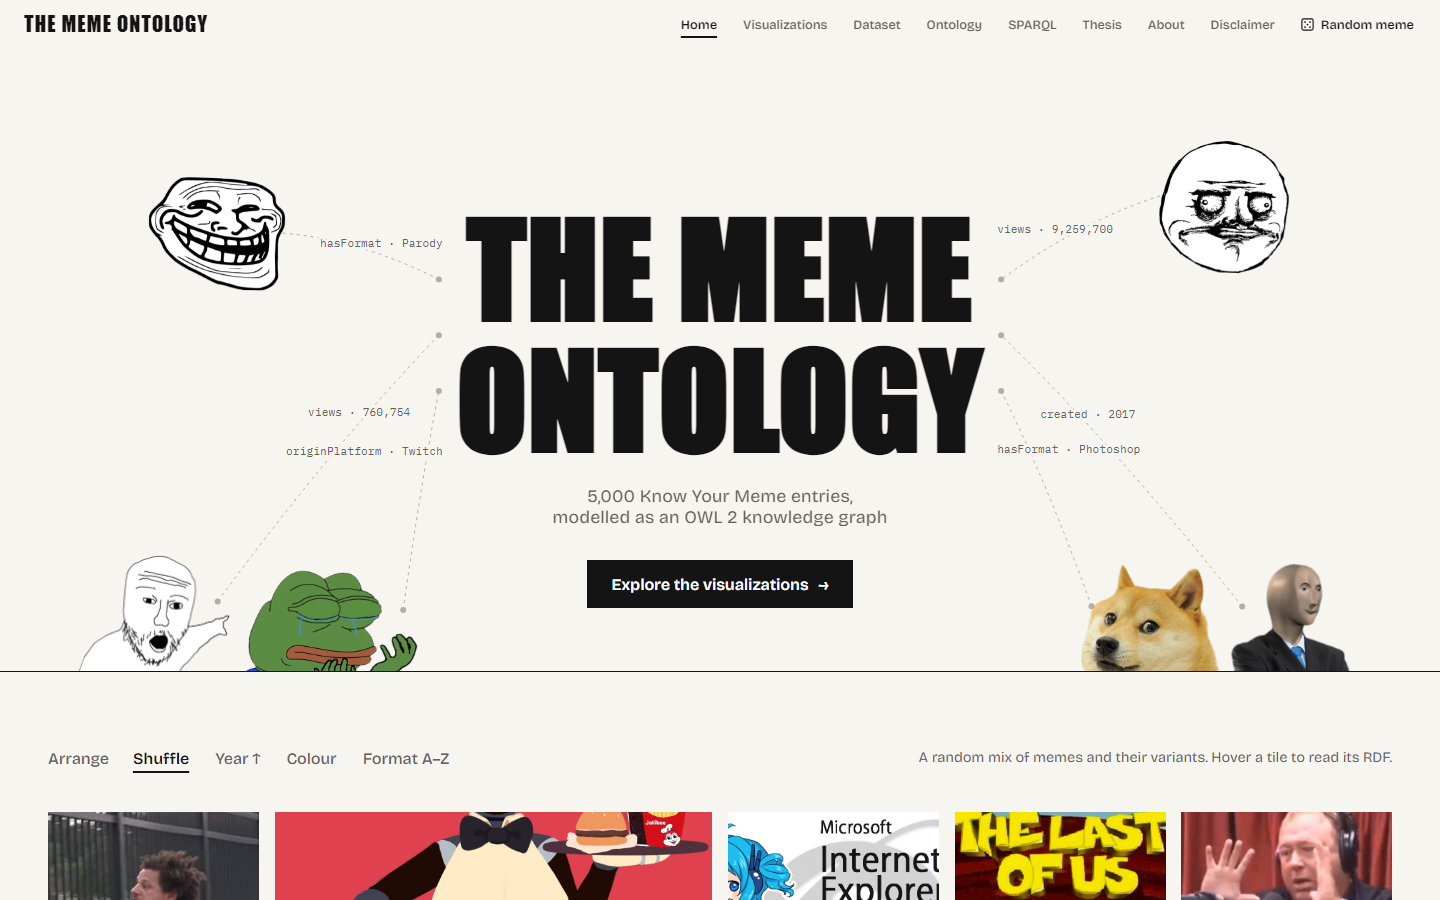 THE MEME ONTOLOGY
Home Visualizations Dataset Ontology SPARQL Thesis About Disclaimer Random meme
hasFormat · Parody
views · 9,259,700
THE MEME
ONTOLOGY
views · 760,754
created · 2017
originPlatform · Twitch
hasFormat · Photoshop
5,000 Know Your Meme entries,
modelled as an OWL 2 knowledge graph
Explore the visualizations →
Arrange Shuffle Year ↑ Colour Format A–Z
A random mix of memes and their variants. Hover a tile to read its RDF.
Jollibee
Microsoft
Internet
Explorer
THE LAST
OF US